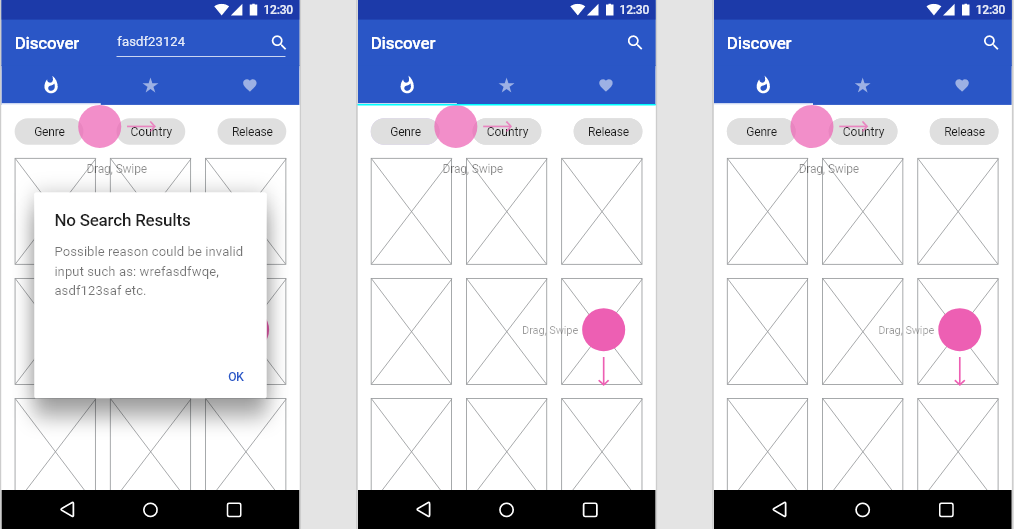 12:30
Discover
fasdf23124
Genre
Country
Release
Drag, Swipe
No Search Results
Possible reason could be invalid
input such as: wrefasdfwqe,
asdf123saf etc.
OK
12:30
Discover
Genre
Country
Release
Drag, Swipe
Drag, Swipe
12:30
Discover
Genre
Country
Release
Drag, Swipe
Drag, Swipe